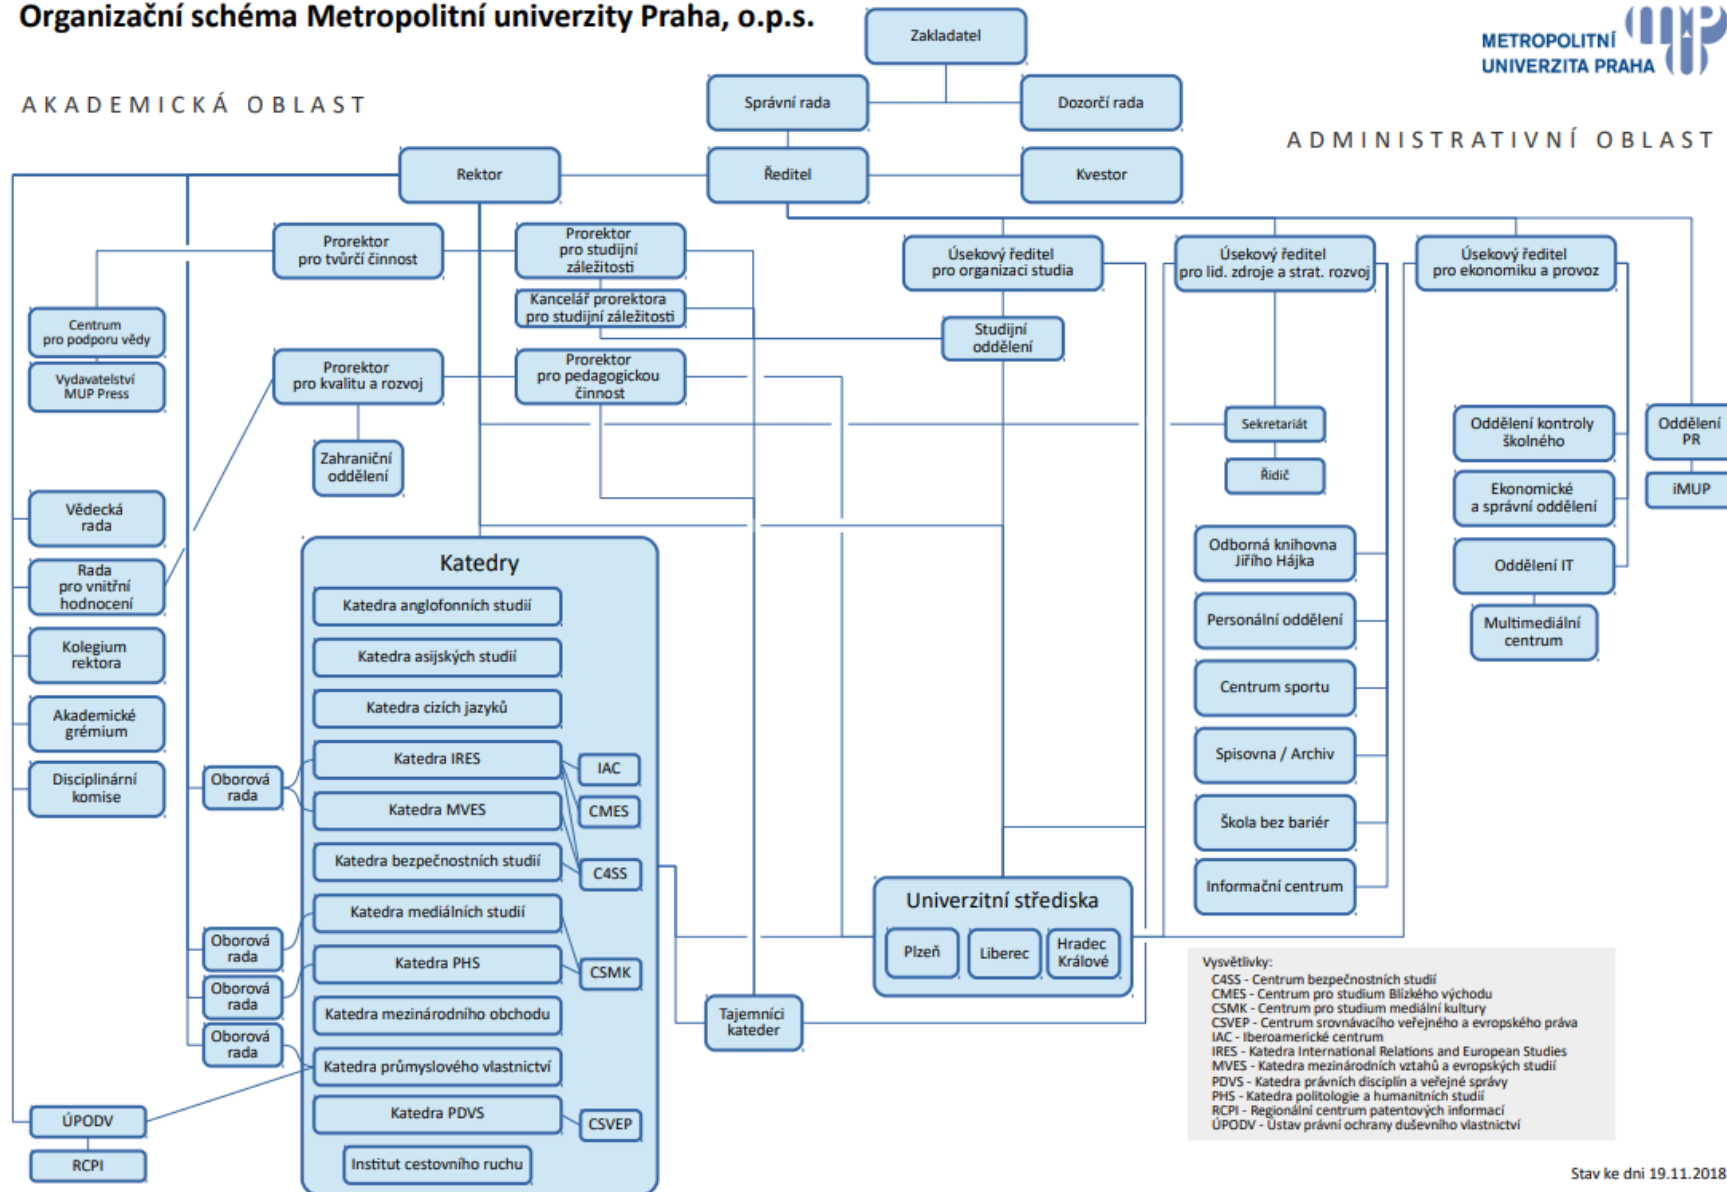 Organizační schéma Metropolitní univerzity Praha, o.p.s.
METROPOLITNÍ
UNIVERZITA PRAHA
mup
AKADEMICKÁ OBLAST
ADMINISTRATIVNÍ OBLAST
Zakladatel
Správní rada
Dozorčí rada
Rektor
Ředitel
Kvestor
Prorektor
pro tvůrčí činnost
Prorektor
pro studijní
záležitosti
Kancelář prorektora
pro studijní záležitosti
Úsekový ředitel
pro organizaci studia
Úsekový ředitel
pro lid. zdroje a strat. rozvoj
Úsekový ředitel
pro ekonomiku a provoz
Centrum
pro podporu vědy
Vydavatelství
MUP Press
Prorektor
pro kvalitu a rozvoj
Prorektor
pro pedagogickou
činnost
Studijní
oddělení
Zahraniční
oddělení
Sekretariát
Řidič
Oddělení kontroly
školného
Oddělení
PR
Ekonomické
a správní oddělení
iMUP
Oddělení IT
Multimediální
centrum
Vědecká
rada
Rada
pro vnitřní
hodnocení
Kolegium
rektora
Akademické
grémium
Disciplinární
komise
Odborná knihovna
Jiřího Hájka
Personální oddělení
Centrum sportu
Spisovna / Archiv
Škola bez bariér
Informační centrum
Katedry
Katedra anglofonních studií
Katedra asijských studií
Katedra cizích jazyků
Katedra IRES
Katedra MVES
Katedra bezpečnostních studií
Katedra mediálních studií
Katedra PHS
Katedra mezinárodního obchodu
Katedra průmyslového vlastnictví
Katedra PDVS
Institut cestovního ruchu
IAC
CMES
C4SS
CSMK
CSVEP
Oborová
rada
Oborová
rada
Oborová
rada
Oborová
rada
ÚPODV
RCPI
Tajemníci
kateder
Univerzitní střediska
Plzeň
Liberec
Hradec
Králové
Vysvětlivky:
C4SS - Centrum bezpečnostních studií
CMES - Centrum pro studium Blízkého východu
CSMK - Centrum pro studium mediální kultury
CSVEP - Centrum srovnávacího veřejného a evropského práva
IAC - Iberoamerické centrum
IRES - Katedra International Relations and European Studies
MVES - Katedra mezinárodních vztahů a evropských studií
PDVS - Katedra právních disciplín a veřejné správy
PHS - Katedra politologie a humanitních studií
RCPI - Regionální centrum patentových informací
ÚPODV - Ústav právní ochrany duševního vlastnictví
Stav ke dni 19.11.2018